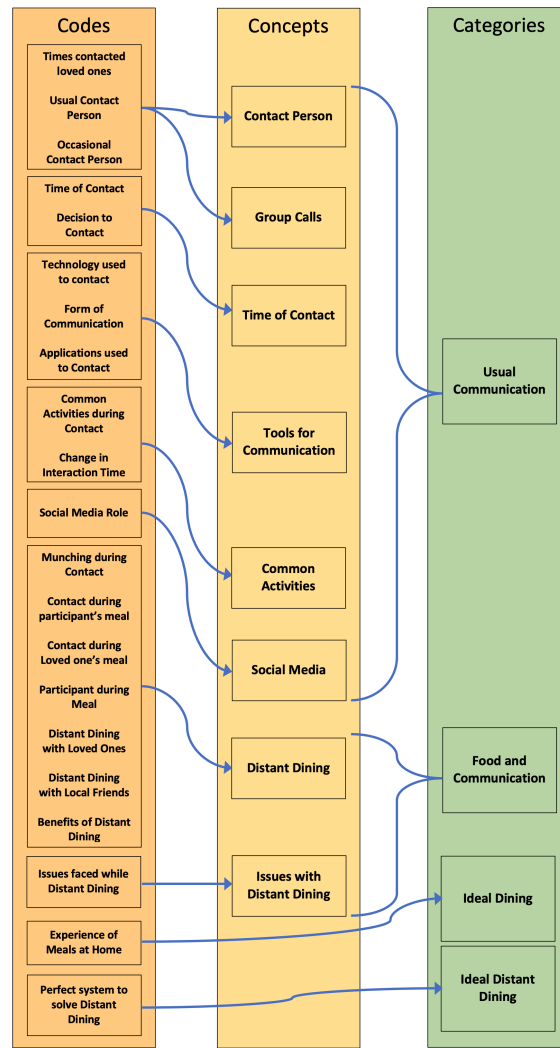 Codes
Times contacted
loved ones
Usual Contact
Person
Occasional
Contact Person
Time of Contact
Decision to
Contact
Technology used
to contact
Form of
Communication
Applications used
to Contact
Common
Activities during
Contact
Change in
Interaction Time
Social Media Role
Munching during
Contact
Contact during
participant's meal
Contact during
Loved one's meal
Participant during
Meal
Distant Dining
with Loved Ones
Distant Dining
with Local Friends
Benefits of Distant
Dining
Issues faced while
Distant Dining
Experience of
Meals at Home
Perfect system to
solve Distant
Dining
Concepts
Contact Person
Group Calls
Time of Contact
Tools for
Communication
Common
Activities
Social Media
Distant Dining
Issues with
Distant Dining
Categories
Usual
Communication
Food and
Communication
Ideal Dining
Ideal Distant
Dining